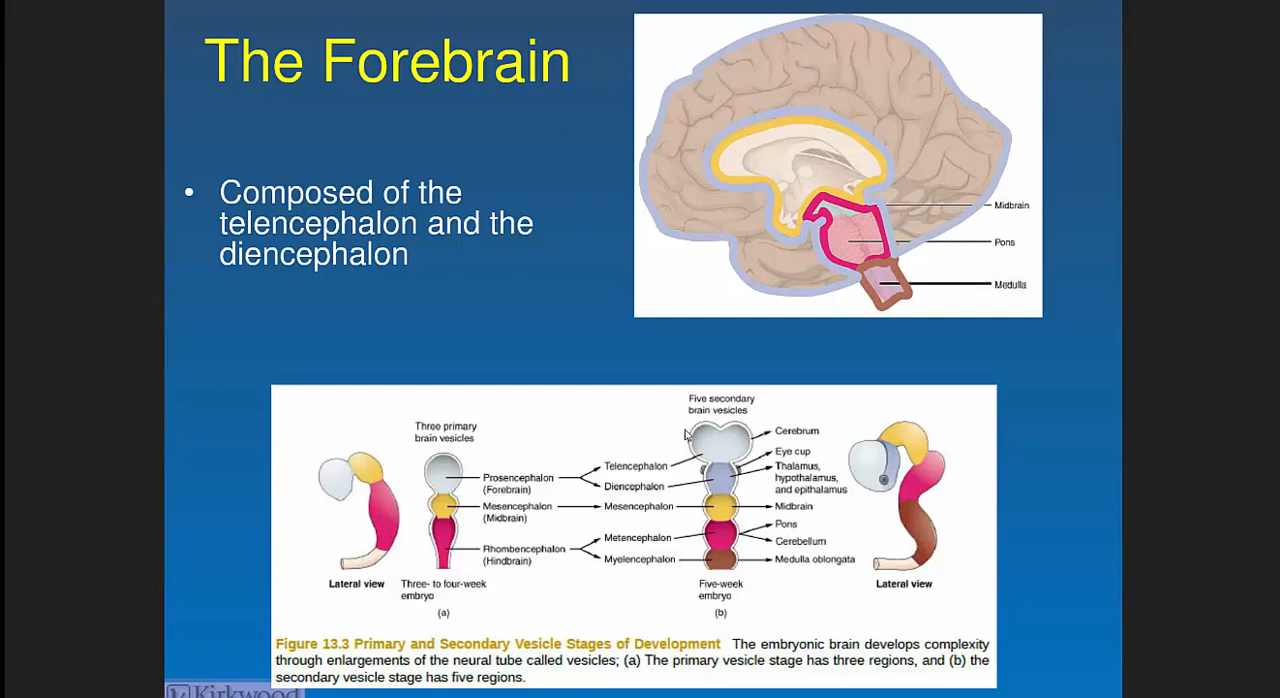 The Forebrain
• Composed of the
telencephalon and the
diencephalon
Midbrain
Pons
Medulla
Three primary
brain vesicles
Prosencephalon
(Forebrain)
Mesencephalon
(Midbrain)
Rhombencephalon
(Hindbrain)
Lateral view
Three- to four-week
embryo
(a)
Five secondary
brain vesicles
Telencephalon
Diencephalon
Mesencephalon
Metencephalon
Myelencephalon
Cerebrum
Eye cup
Thalamus,
hypothalamus,
and epithalamus
Midbrain
Pons
Cerebellum
Medulla oblongata
Five-week
embryo
(b)
Lateral view
Figure 13.3 Primary and Secondary Vesicle Stages of Development The embryonic brain develops complexity
through enlargements of the neural tube called vesicles; (a) The primary vesicle stage has three regions, and (b) the
secondary vesicle stage has five regions.
Kirkwood